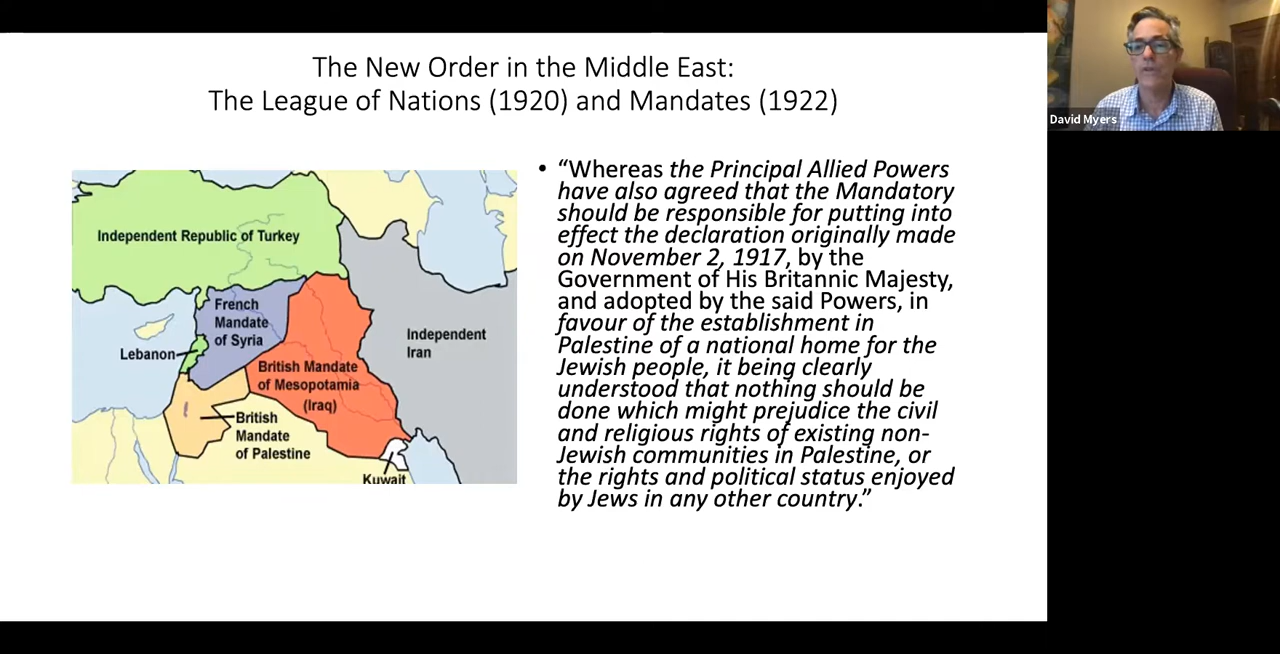 The New Order in the Middle East:
The League of Nations (1920) and Mandates (1922)
David Myers
Independent Republic of Turkey
French
Mandate
of Syria
Lebanon
Independent
Iran
British Mandate
of Mesopotamia
(Iraq)
British
Mandate
of Palestine
Kuwait
• “Whereas the Principal Allied Powers
have also agreed that the Mandatory
should be responsible for putting into
effect the declaration originally made
on November 2, 1917, by the
Government of His Britannic Majesty,
and adopted by the said Powers, in
favour of the establishment in
Palestine of a national home for the
Jewish people, it being clearly
understood that nothing should be
done which might prejudice the civil
and religious rights of existing non-
Jewish communities in Palestine, or
the rights and political status enjoyed
by Jews in any other country.”